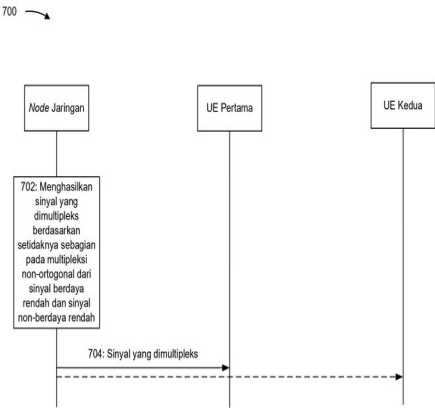 700
Node Jaringan
UE Pertama
UE Kedua
702: Menghasilkan
sinyal yang
dimultipleks
berdasarkan
setidaknya sebagian
pada multipleksi
non-ortogonal dari
sinyal berdaya
rendah dan sinyal
non-berdaya rendah
704: Sinyal yang dimultipleks